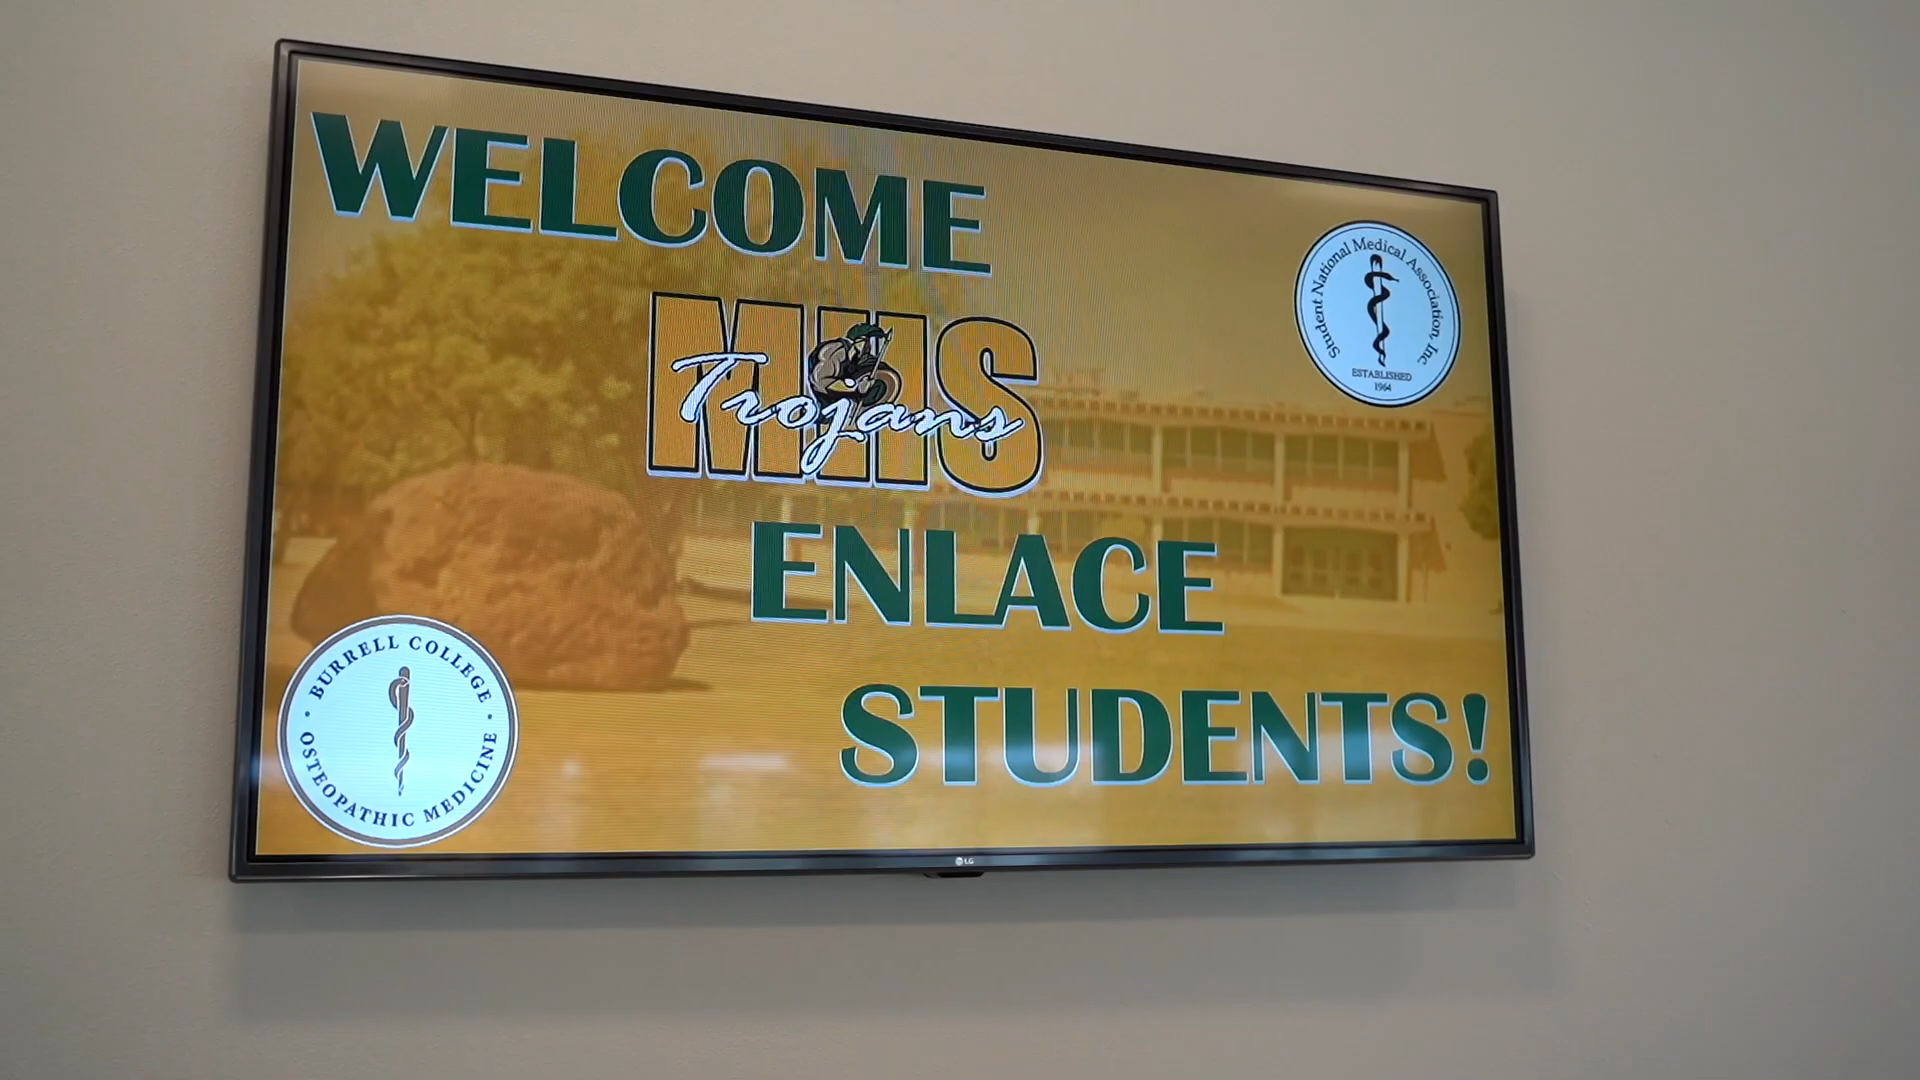 WELCOME
MHS
Trojans
ENLACE
STUDENTS!
Student National Medical Association, Inc.
ESTABLISHED
1964
BURRELL COLLEGE
OSTEOPATHIC MEDICINE
LG